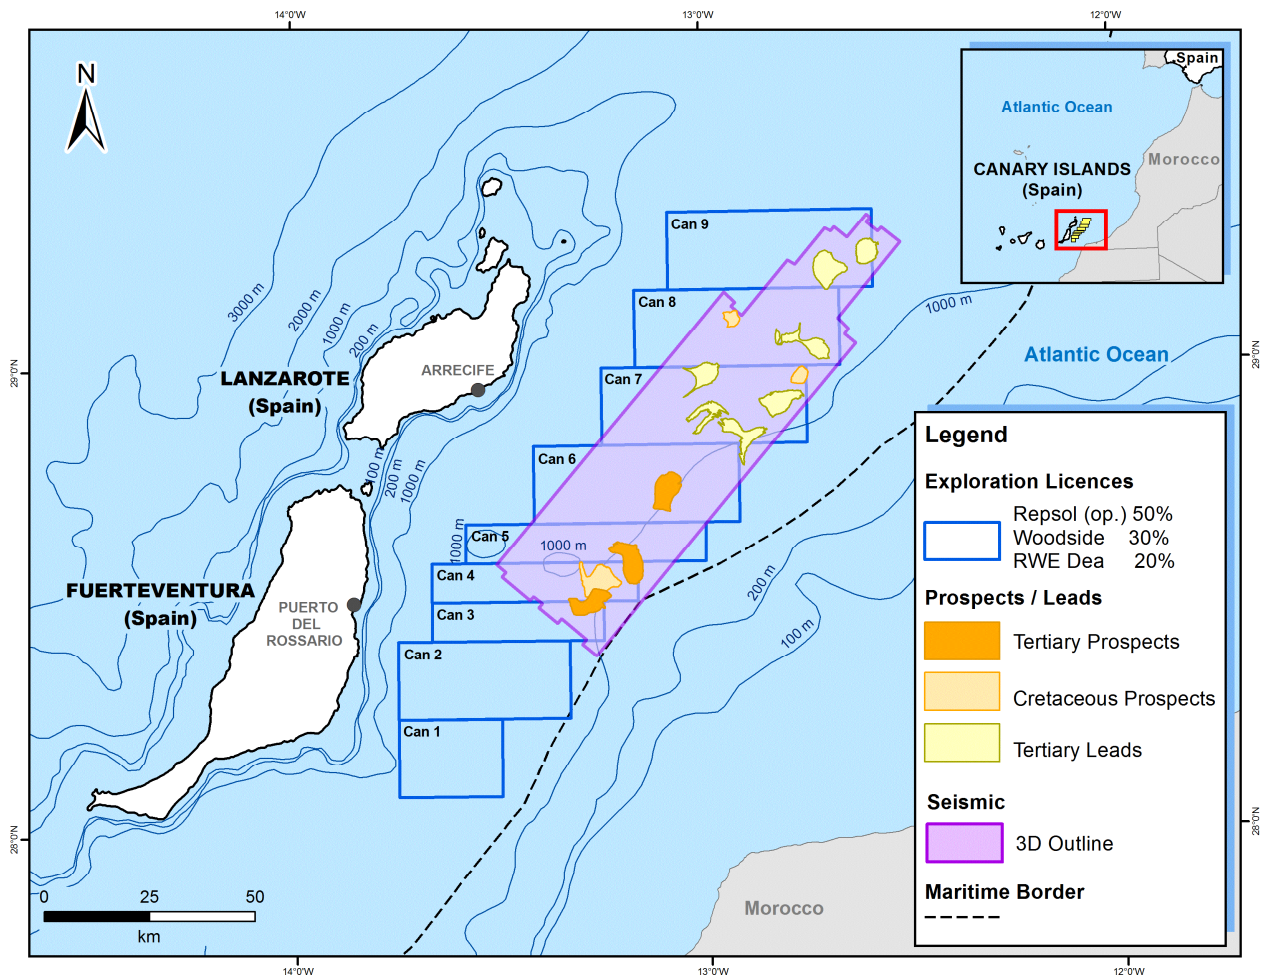 14°0'W
13°0'W
12°0'W
N
Spain
Atlantic Ocean
Morocco
CANARY ISLANDS
(Spain)
Can 9
Can 8
3000 m
2000 m
1000 m
200 m
1000 m
29°0'N
29°0'N
Atlantic Ocean
ARRECIFE
LANZAROTE
(Spain)
Can 7
Can 6
100 m
200 m
1000 m
Can 5
1000 m
1000 m
Can 4
Can 3
Can 2
Can 1
FUERTEVENTURA
(Spain)
PUERTO
DEL
ROSSARIO
200 m
100 m
Legend
Exploration Licences
Repsol (op.) 50%
Woodside 30%
RWE Dea 20%
Prospects / Leads
Tertiary Prospects
Cretaceous Prospects
Tertiary Leads
Seismic
3D Outline
Maritime Border
28°0'N
28°0'N
0 25 50
km
Morocco
14°0'W
13°0'W
12°0'W